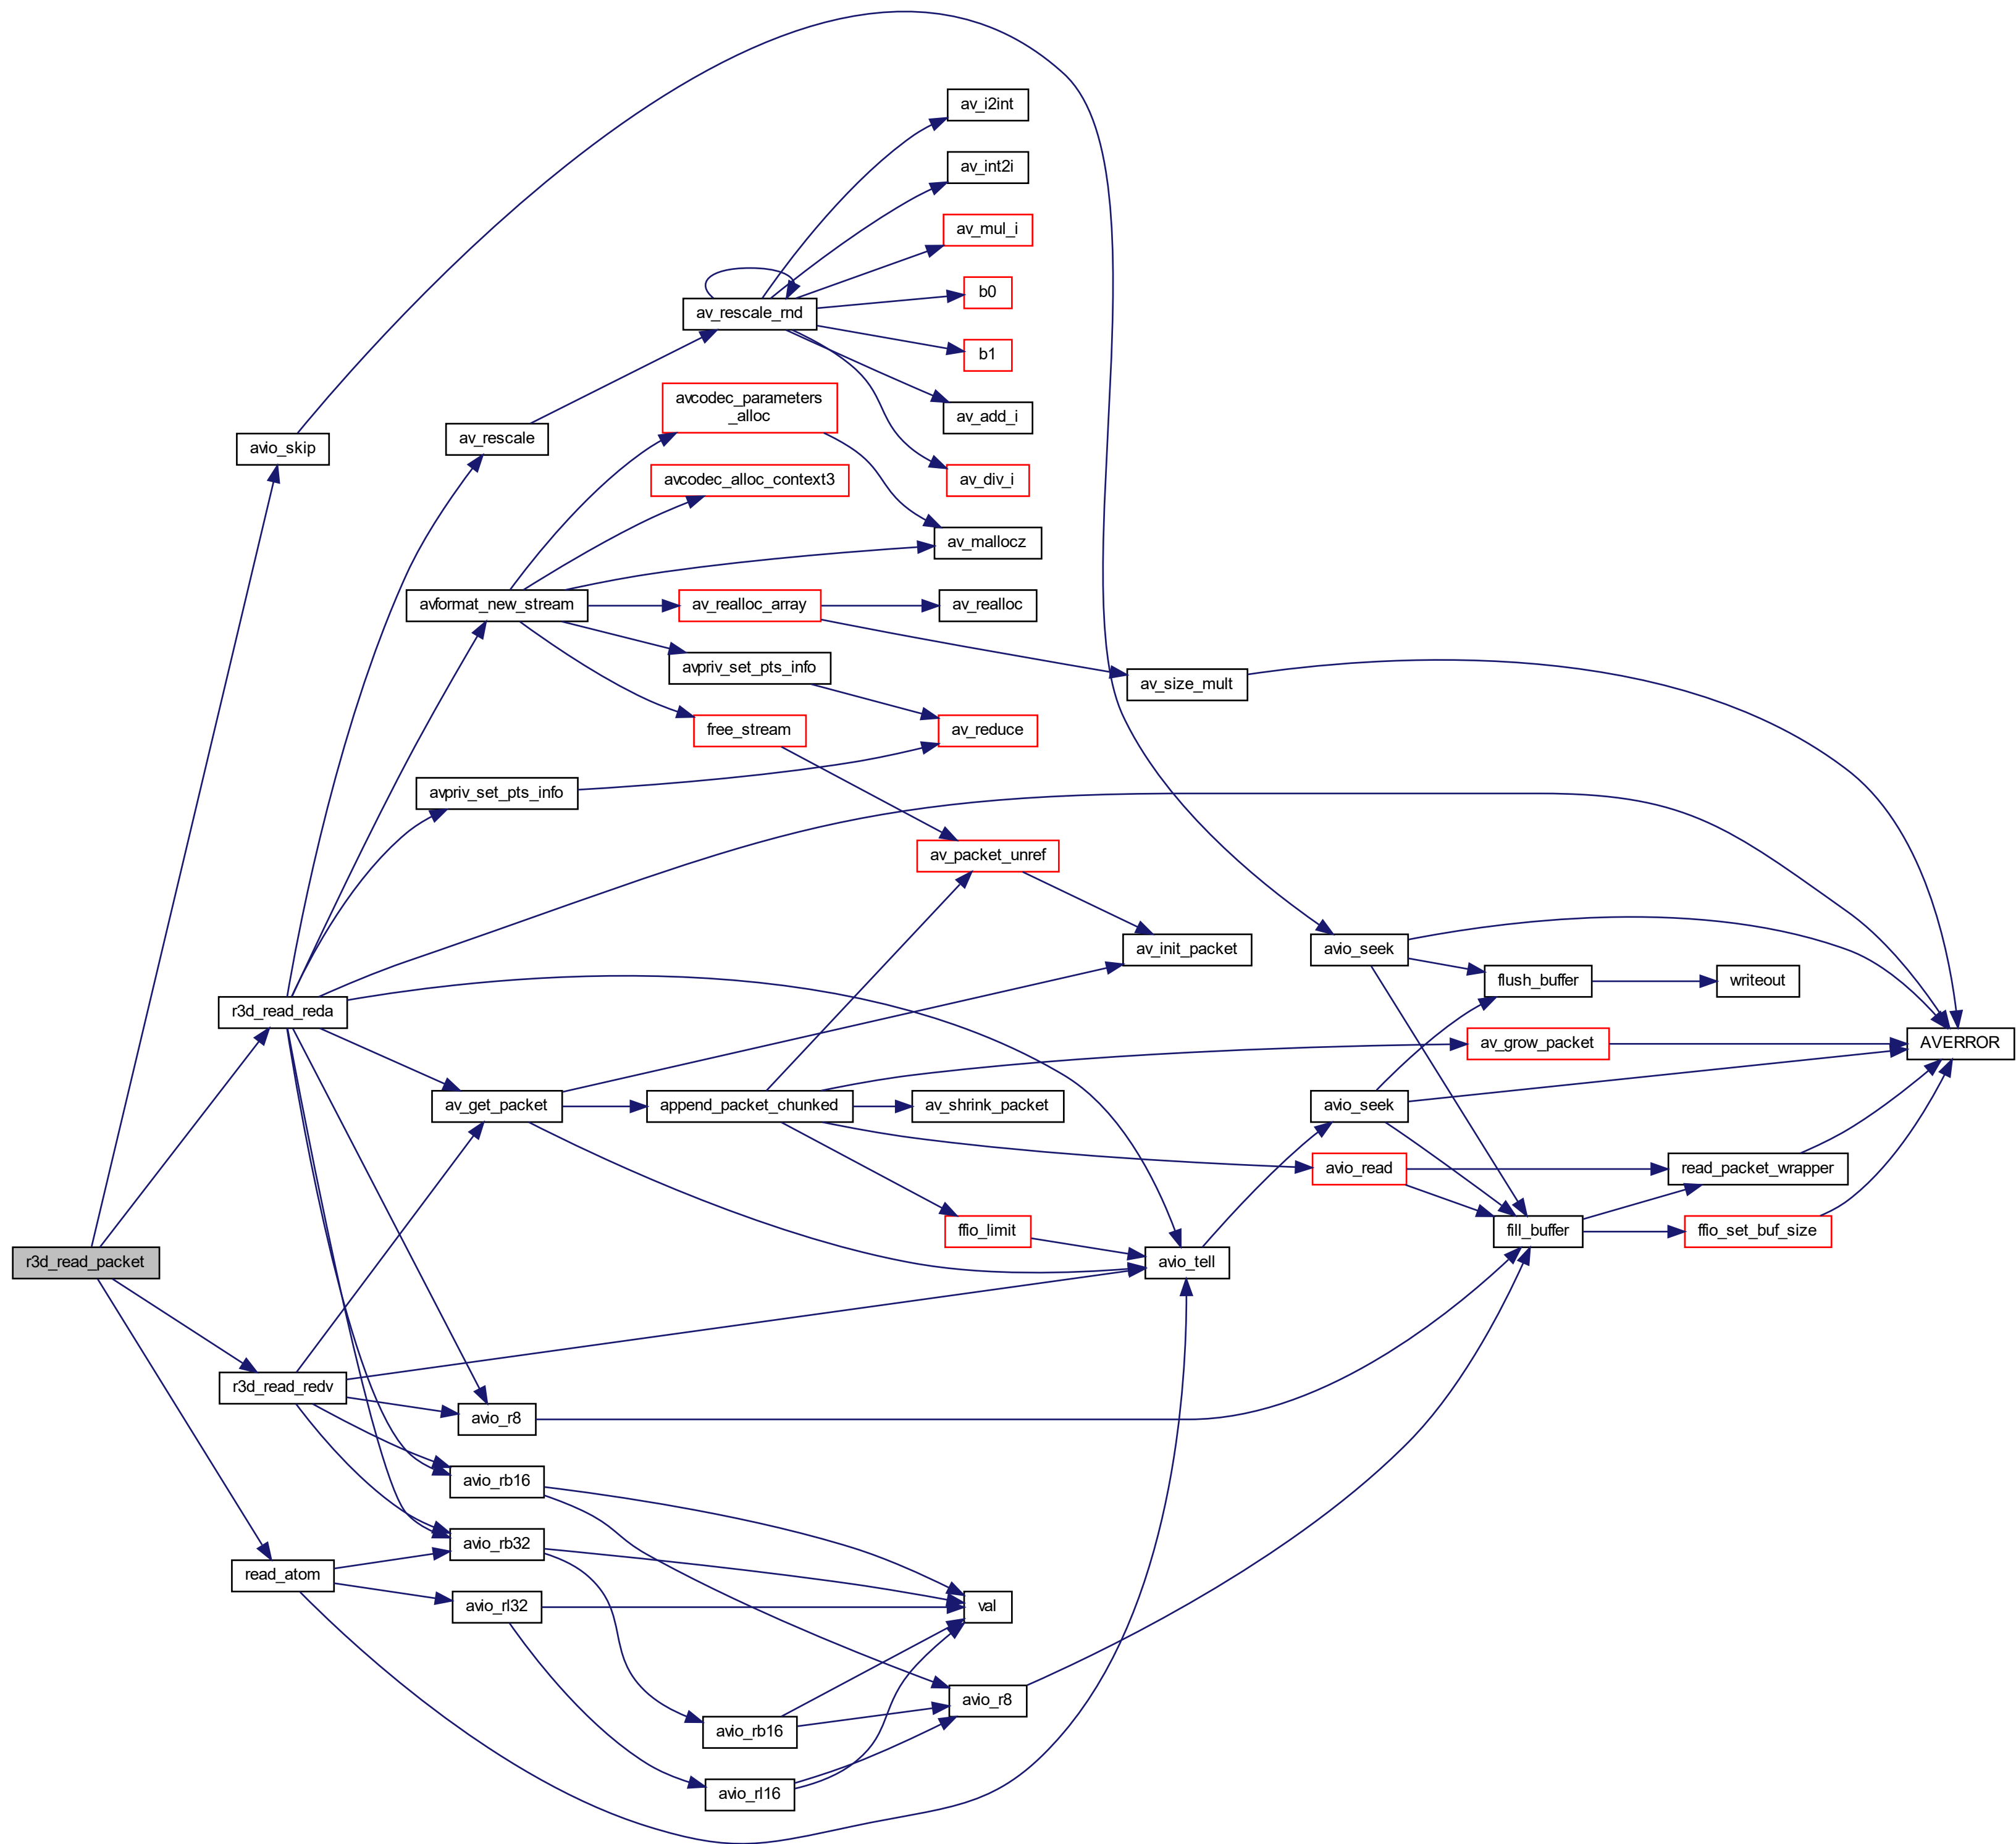 av_i2int
av_int2i
av_mul_i
b0
av_rescale_rnd
b1
avcodec_parameters
_alloc
av_add_i
av_rescale
avio_skip
avcodec_alloc_context3
av_div_i
av_mallocz
avformat_new_stream
av_realloc_array
av_realloc
avpriv_set_pts_info
av_size_mult
free_stream
av_reduce
avpriv_set_pts_info
av_packet_unref
av_init_packet
avio_seek
flush_buffer
writeout
r3d_read_reda
av_grow_packet
AVERROR
av_get_packet
append_packet_chunked
av_shrink_packet
avio_seek
avio_read
read_packet_wrapper
ffio_limit
fill_buffer
ffio_set_buf_size
r3d_read_packet
avio_tell
r3d_read_redv
avio_r8
avio_rb16
avio_rb32
read_atom
avio_rl32
val
avio_r8
avio_rb16
avio_rl16